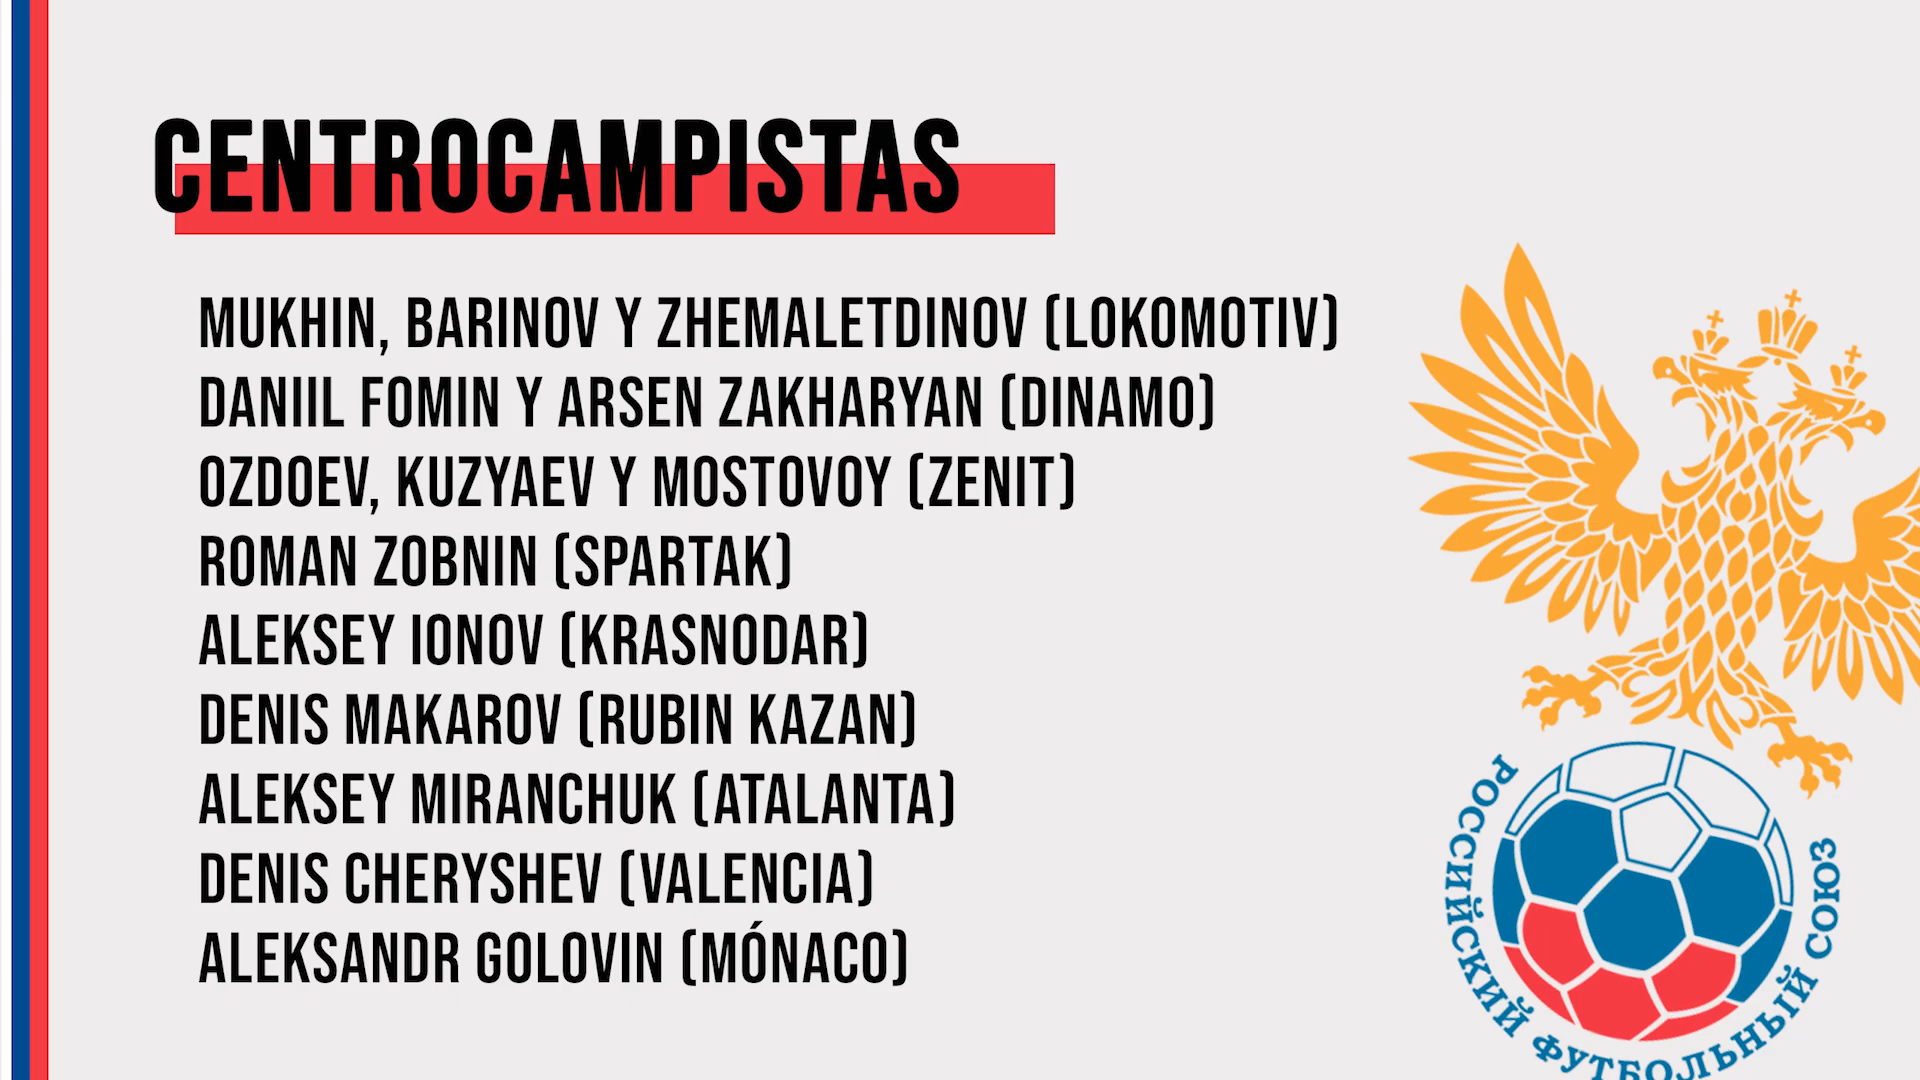 CENTROCAMPISTAS
MUKHIN, BARINOV Y ZHEMALETDINOV (LOKOMOTIV)
DANIIL FOMIN Y ARSEN ZAKHARYAN (DINAMO)
OZDOEV, KUZYAEV Y MOSTOVOY (ZENIT)
ROMAN ZOBNIN (SPARTAK)
ALEKSEY IONOV (KRASNODAR)
DENIS MAKAROV (RUBIN KAZAN)
ALEKSEY MIRANCHUK (ATALANTA)
DENIS CHERYSHEV (VALENCIA)
ALEKSANDR GOLOVIN (MÓNACO)
РОССИЙСКИЙ ФУТБОЛЬНЫЙ СОЮЗ